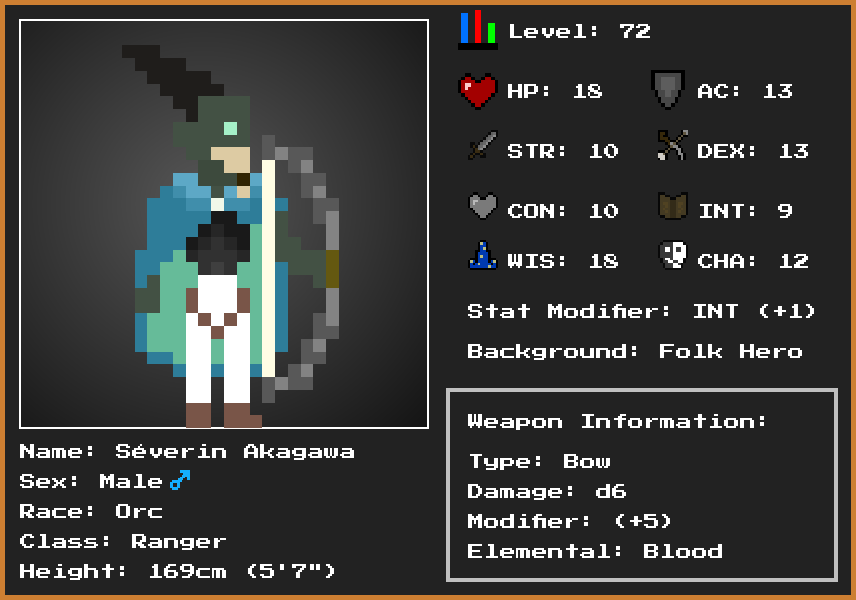 Level: 72
HP: 18
AC: 13
STR: 10
DEX: 13
CON: 10
INT: 9
WIS: 18
CHA: 12
Stat Modifier: INT (+1)
Background: Folk Hero
Weapon Information:
Type: Bow
Damage: d6
Modifier: (+5)
Elemental: Blood
Name: Séverin Akagawa
Sex: Male ♂
Race: Orc
Class: Ranger
Height: 169cm (5'7")